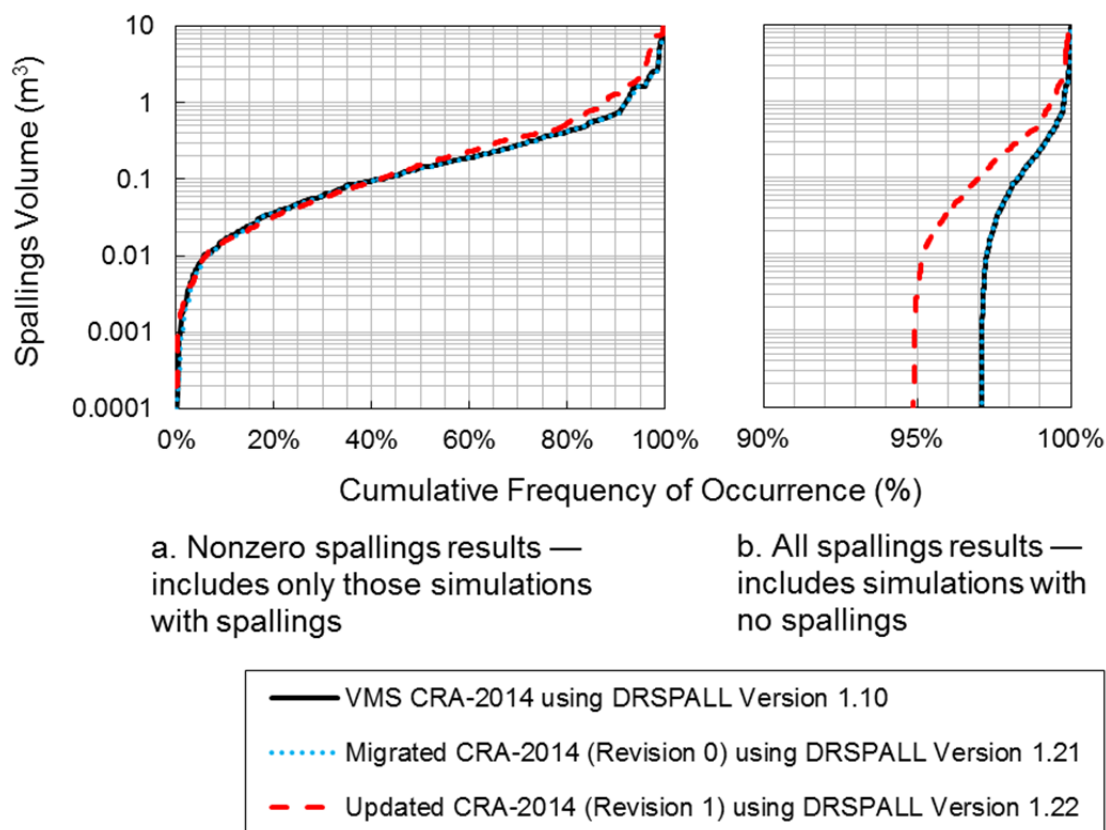 Spallings Volume (m³)
10
1
0.1
0.01
0.001
0.0001
0%
20%
40%
60%
80%
100%
90%
95%
100%
Cumulative Frequency of Occurrence (%)
a. Nonzero spallings results —
includes only those simulations
with spallings
b. All spallings results —
includes simulations with
no spallings
VMS CRA-2014 using DRSPALL Version 1.10
Migrated CRA-2014 (Revision 0) using DRSPALL Version 1.21
Updated CRA-2014 (Revision 1) using DRSPALL Version 1.22